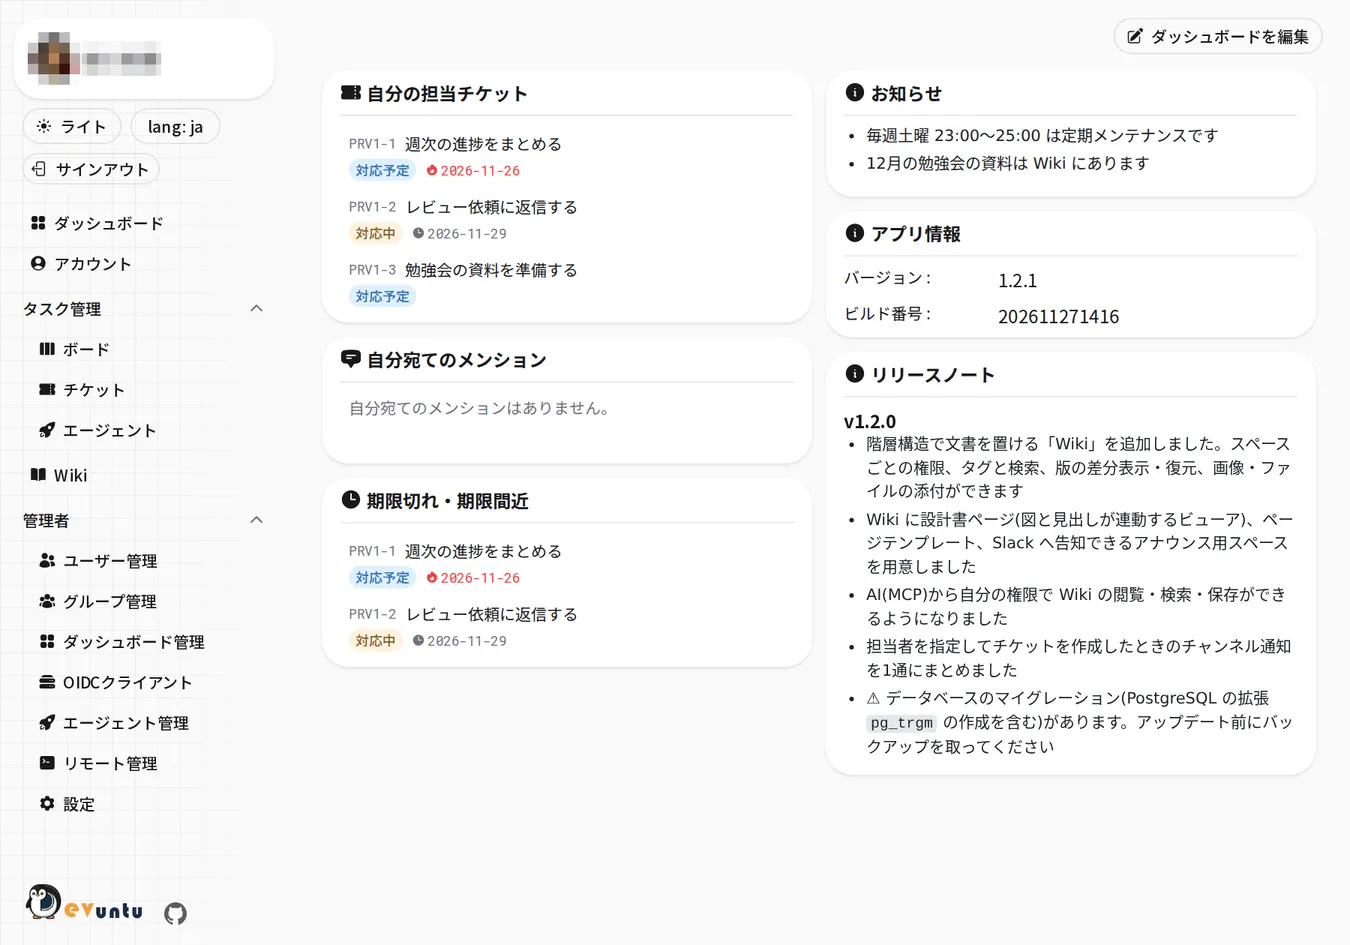 ダッシュボードを編集
ライト
lang: ja
サインアウト
ダッシュボード
アカウント
タスク管理
ボード
チケット
エージェント
Wiki
管理者
ユーザー管理
グループ管理
ダッシュボード管理
OIDCクライアント
エージェント管理
リモート管理
設定
evuntu
自分の担当チケット
PRV1-1 週次の進捗をまとめる
対応予定 2026-11-26
PRV1-2 レビュー依頼に返信する
対応中 2026-11-29
PRV1-3 勉強会の資料を準備する
対応予定
自分宛てのメンション
自分宛てのメンションはありません。
期限切れ・期限間近
PRV1-1 週次の進捗をまとめる
対応予定 2026-11-26
PRV1-2 レビュー依頼に返信する
対応中 2026-11-29
お知らせ
• 毎週土曜 23:00〜25:00 は定期メンテナンスです
• 12月の勉強会の資料は Wiki にあります
アプリ情報
バージョン : 1.2.1
ビルド番号 : 202611271416
リリースノート
v1.2.0
• 階層構造で文書を置ける「Wiki」を追加しました。スペース
ごとの権限、タグと検索、版の差分表示・復元、画像・ファ
イルの添付ができます
• Wiki に設計書ページ(図と見出しが連動するビューア)、ペー
ジテンプレート、Slack へ告知できるアナウンス用スペース
を用意しました
• AI(MCP)から自分の権限で Wiki の閲覧・検索・保存ができ
るようになりました
• 担当者を指定してチケットを作成したときのチャンネル通知
を1通にまとめました
• ⚠ データベースのマイグレーション(PostgreSQL の拡張
pg_trgm の作成を含む)があります。アップデート前にバッ
クアップを取ってください